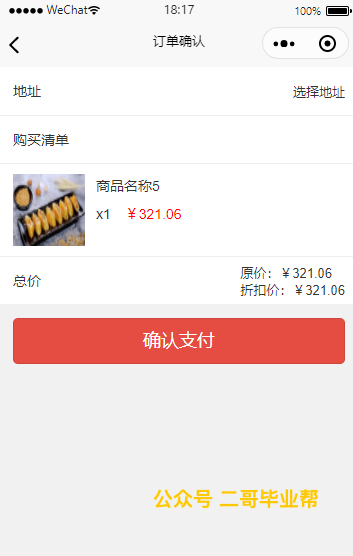 WeChat 18:17 100%
订单确认
地址 选择地址
购买清单
商品名称5
x1 ￥321.06
总价 原价：￥321.06
折扣价：￥321.06
确认支付
公众号 二哥毕业帮